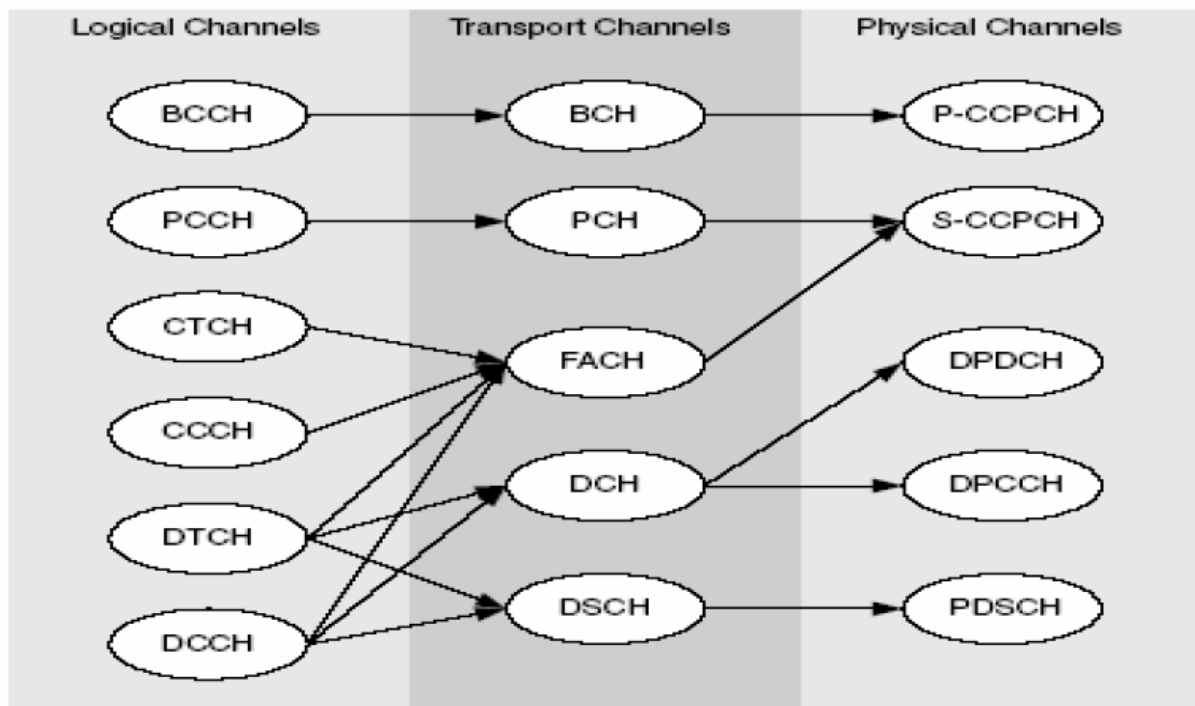 Logical Channels Transport Channels Physical Channels
BCCH BCH P-CCPCH
PCCH PCH S-CCPCH
CTCH
FACH DPDCH
CCCH
DCH DPCCH
DTCH
DSCH PDSCH
DCCH